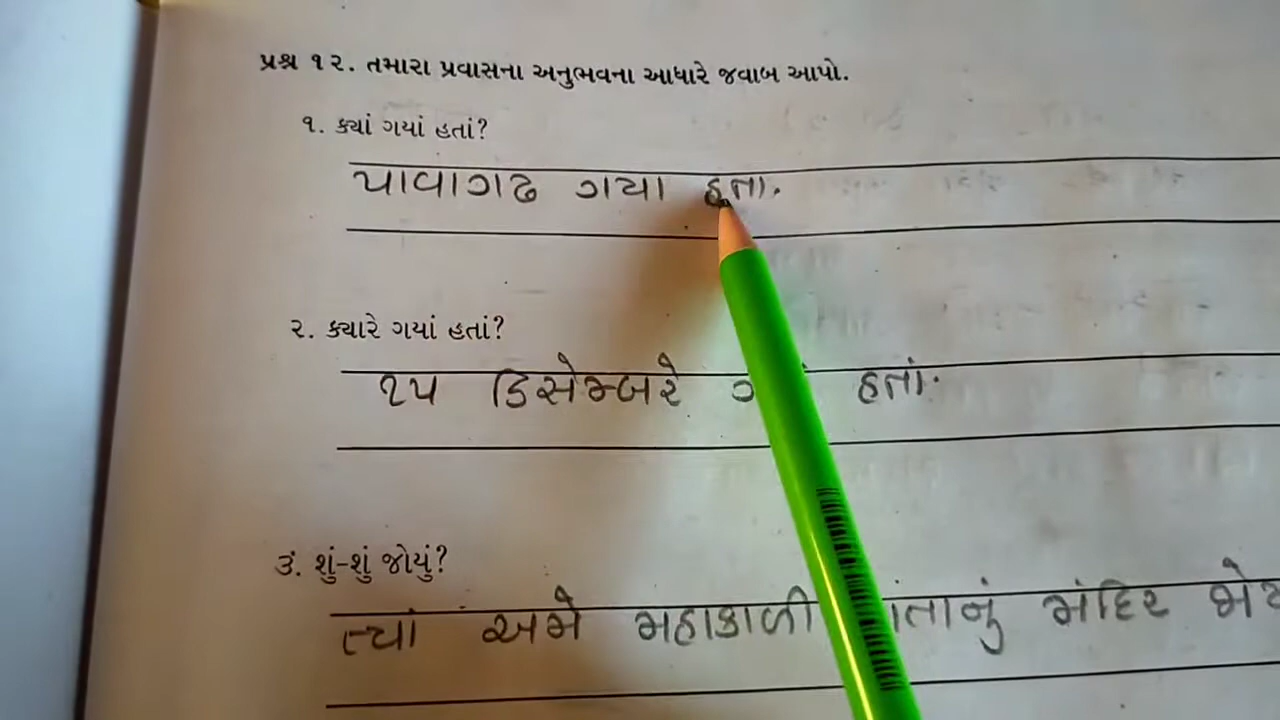 પ્રશ્ન ૧૨. તમારા પ્રવાસના અનુભવના આધારે જવાબ આપો.
૧. ક્યાં ગયાં હતાં?
પાવાગઢ ગયા હતા.
૨. ક્યારે ગયાં હતાં?
૨૫ ડિસેમ્બરે હતાં.
૩. શું-શું જોયું?
ત્યાં અમે મહાકાળી મંદિર